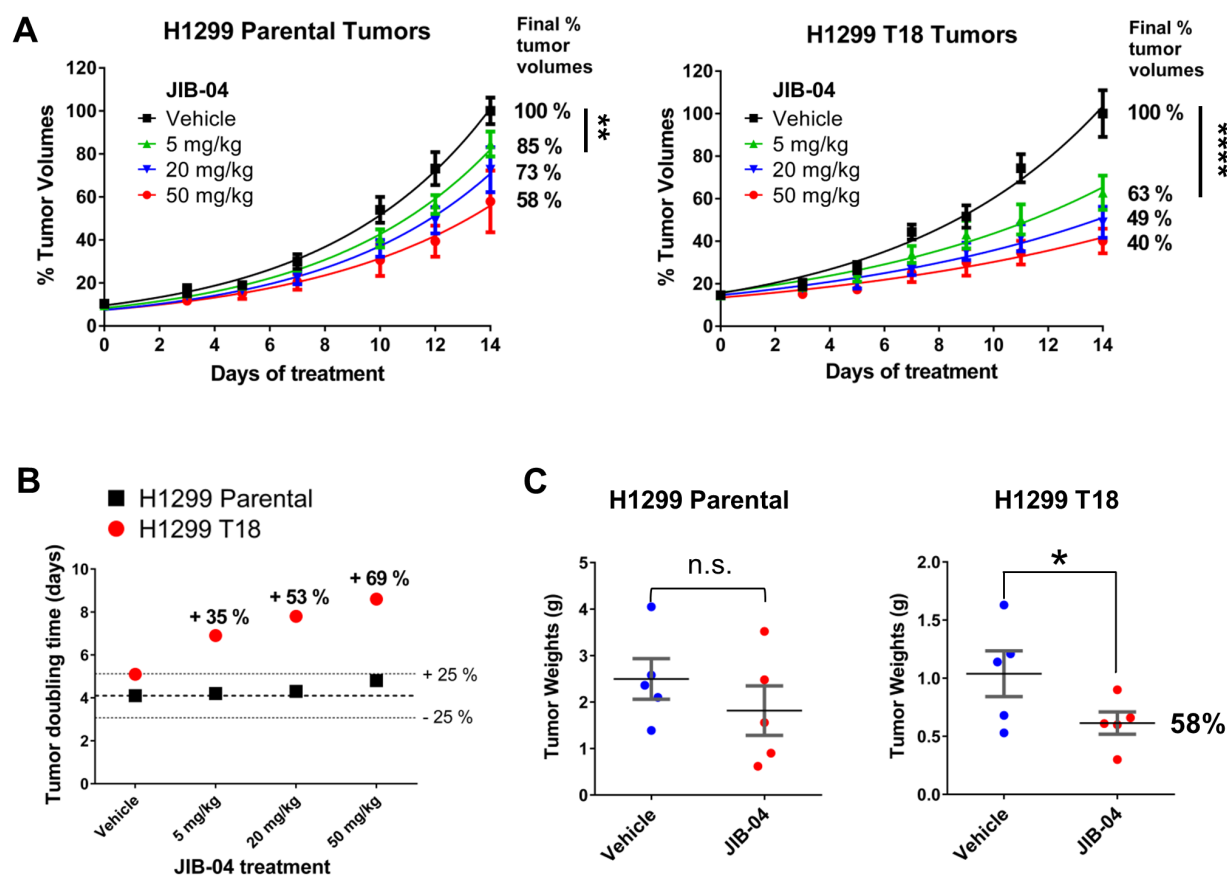 A
H1299 Parental Tumors
Final %
tumor
volumes
% Tumor Volumes
120
100
80
60
40
20
0
JIB-04
Vehicle
5 mg/kg
20 mg/kg
50 mg/kg
100 %
85 %
73 %
58 %
**
0 2 4 6 8 10 12 14
Days of treatment
H1299 T18 Tumors
Final %
tumor
volumes
% Tumor Volumes
120
100
80
60
40
20
0
JIB-04
Vehicle
5 mg/kg
20 mg/kg
50 mg/kg
100 %
63 %
49 %
40 %
****
0 2 4 6 8 10 12 14
Days of treatment
B
H1299 Parental
H1299 T18
Tumor doubling time (days)
10
8
6
4
2
0
+ 35 %
+ 53 %
+ 69 %
+ 25 %
- 25 %
Vehicle
5 mg/kg
20 mg/kg
50 mg/kg
JIB-04 treatment
C
H1299 Parental
Tumor Weights (g)
5
4
3
2
1
0
n.s.
Vehicle
JIB-04
H1299 T18
Tumor Weights (g)
2.0
1.5
1.0
0.5
0.0
*
58%
Vehicle
JIB-04